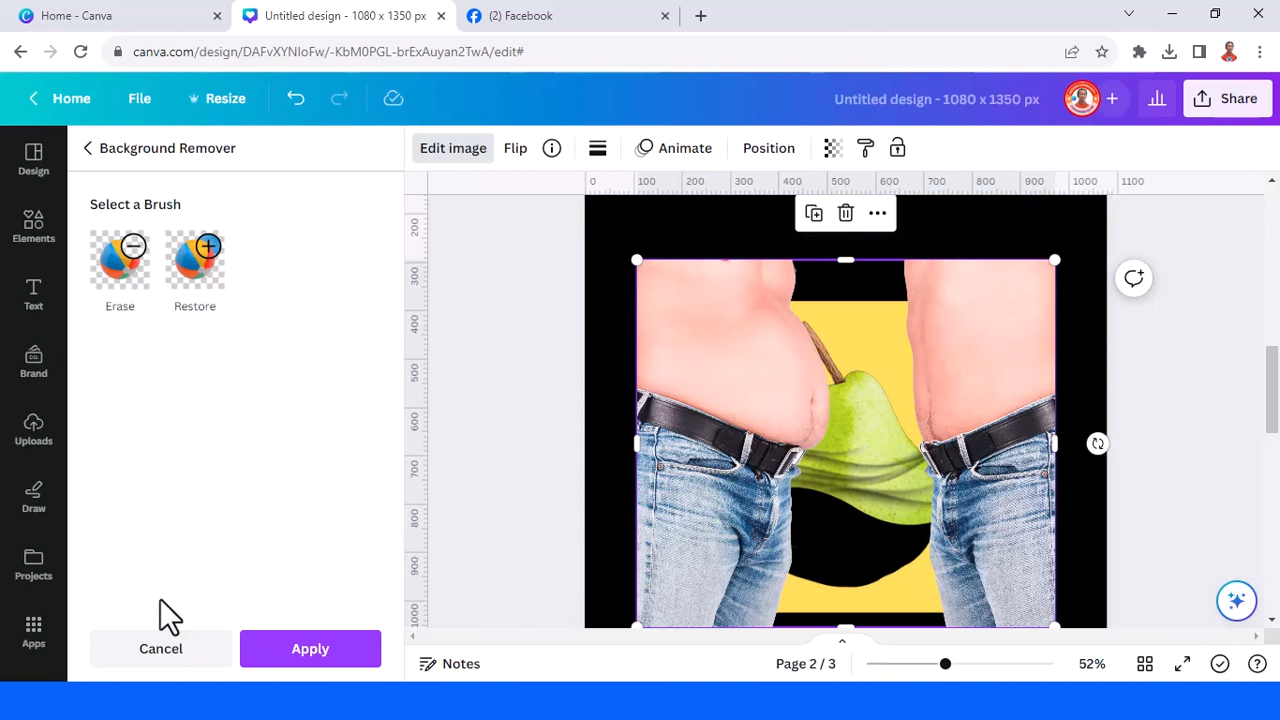 Home - Canva
Untitled design - 1080 x 1350 px
(2) Facebook
canva.com/design/DAFvXYNIoFw/-KbM0PGL-brExAuyan2TwA/edit#
Home
File
Resize
Untitled design - 1080 x 1350 px
Share
Design
Elements
Text
Brand
Uploads
Draw
Projects
Apps
Background Remover
Select a Brush
Erase
Restore
Cancel
Apply
Edit image
Flip
Animate
Position
0 100 200 300 400 500 600 700 800 900 1000 1100
200
300
400
500
600
700
800
900
1000
Notes
Page 2 / 3
52%